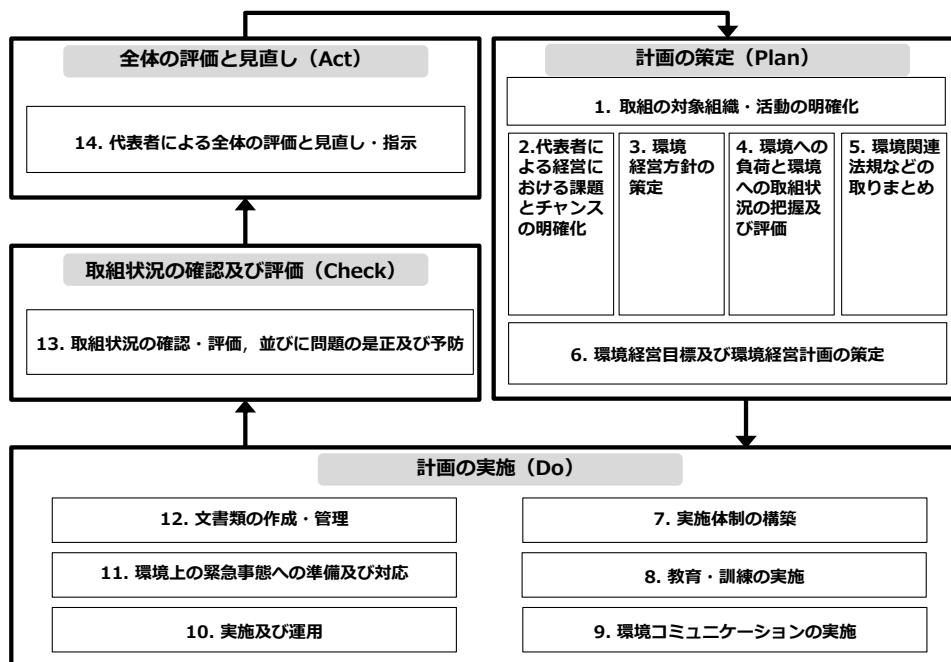 全体の評価と見直し（Act）
14. 代表者による全体の評価と見直し・指示
取組状況の確認及び評価（Check）
13. 取組状況の確認・評価，並びに問題の是正及び予防
計画の策定（Plan）
1. 取組の対象組織・活動の明確化
2.代表者に
よる経営に
おける課題
とチャンス
の明確化
3. 環境
経営方針の
策定
4. 環境への
負荷と環境
への取組状
況の把握及
び評価
5. 環境関連
法規などの
取りまとめ
6. 環境経営目標及び環境経営計画の策定
計画の実施（Do）
12. 文書類の作成・管理
11. 環境上の緊急事態への準備及び対応
10. 実施及び運用
7. 実施体制の構築
8. 教育・訓練の実施
9. 環境コミュニケーションの実施